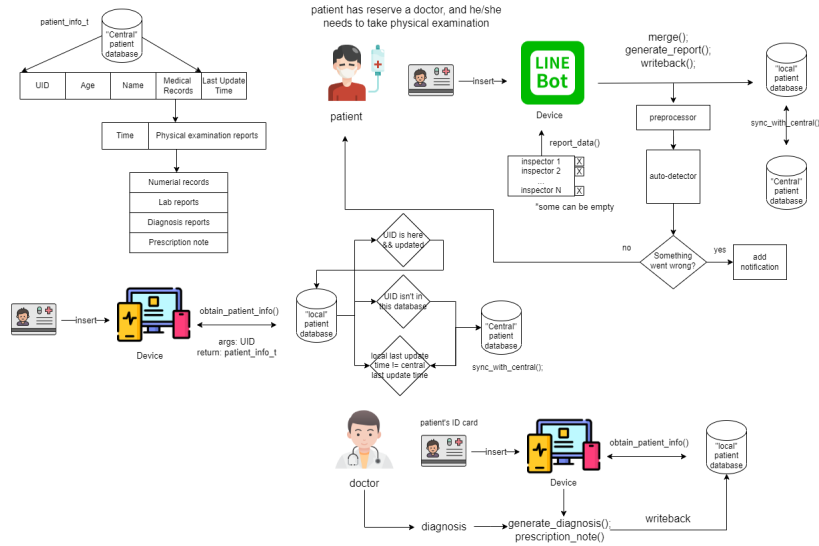 patient has reserve a doctor, and he/she
needs to take physical examination
patient_info_t
"Central"
patient
database
UID
Age
Name
Medical
Records
Last Update
Time
Time
Physical examination reports
Numerial records
Lab reports
Diagnosis reports
Prescription note
patient
insert
LINE
Bot
Device
merge();
generate_report();
writeback();
"local"
patient
database
sync_with_central()
"Central"
patient
database
preprocessor
auto-detector
report_data()
inspector 1
X
inspector 2
X
...
inspector N
X
*some can be empty
no
Something
went wrong?
yes
add
notification
insert
Device
obtain_patient_info()
args: UID
return: patient_info_t
"local"
patient
database
UID is here
&& updated
UID isn't in
this database
local last update
time != central
last update time
"Central"
patient
database
sync_with_central();
doctor
patient's ID card
insert
Device
obtain_patient_info()
"local"
patient
database
diagnosis
generate_diagnosis();
prescription_note()
writeback